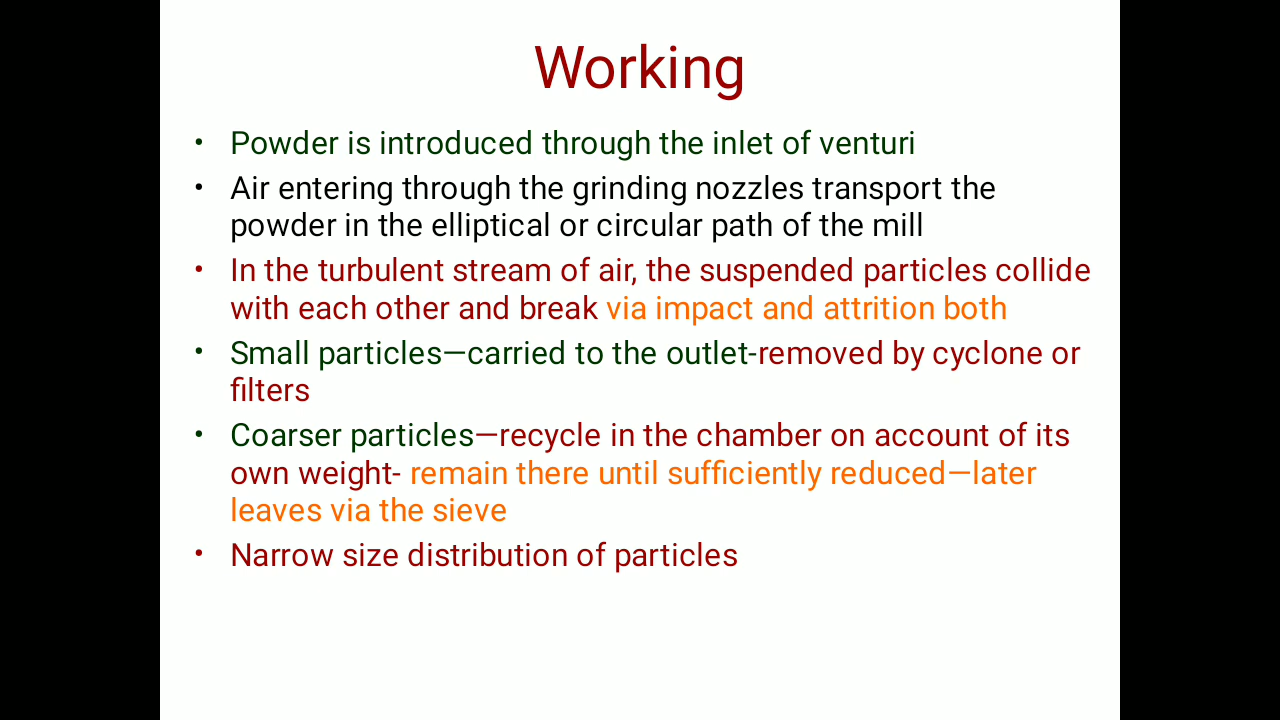 Working
• Powder is introduced through the inlet of venturi
• Air entering through the grinding nozzles transport the
powder in the elliptical or circular path of the mill
• In the turbulent stream of air, the suspended particles collide
with each other and break via impact and attrition both
• Small particles—carried to the outlet-removed by cyclone or
filters
• Coarser particles—recycle in the chamber on account of its
own weight- remain there until sufficiently reduced—later
leaves via the sieve
• Narrow size distribution of particles